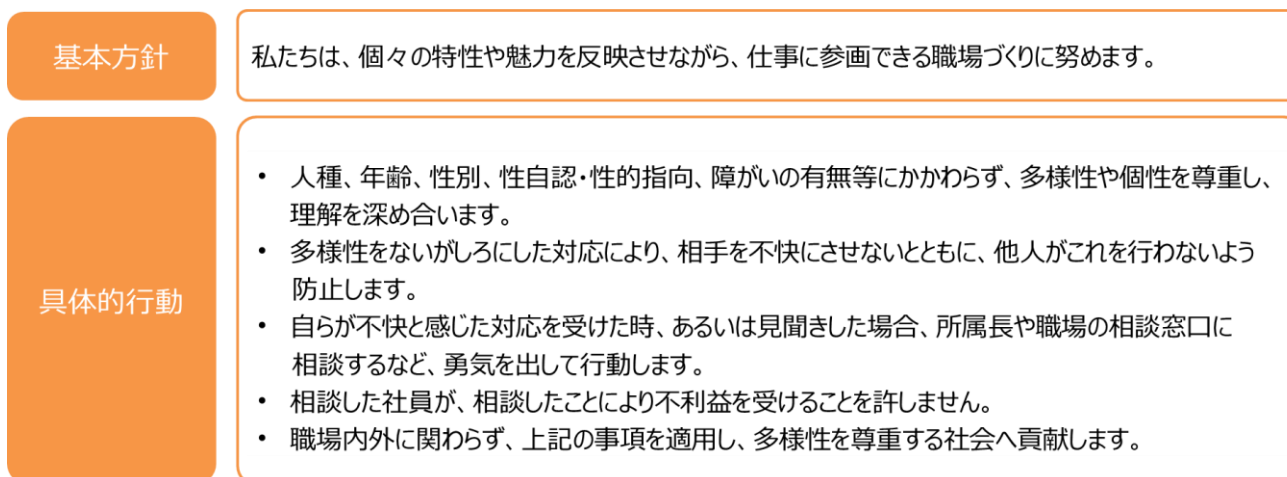 基本方針
私たちは、個々の特性や魅力を反映させながら、仕事に参画できる職場づくりに努めます。
具体的行動
• 人種、年齢、性別、性自認・性的指向、障がいの有無等にかかわらず、多様性や個性を尊重し、
理解を深め合います。
• 多様性をないがしろにした対応により、相手を不快にさせないとともに、他人がこれを行わないよう
防止します。
• 自らが不快と感じた対応を受けた時、あるいは見聞きした場合、所属長や職場の相談窓口に
相談するなど、勇気を出して行動します。
• 相談した社員が、相談したことにより不利益を受けることを許しません。
• 職場内外に関わらず、上記の事項を適用し、多様性を尊重する社会へ貢献します。